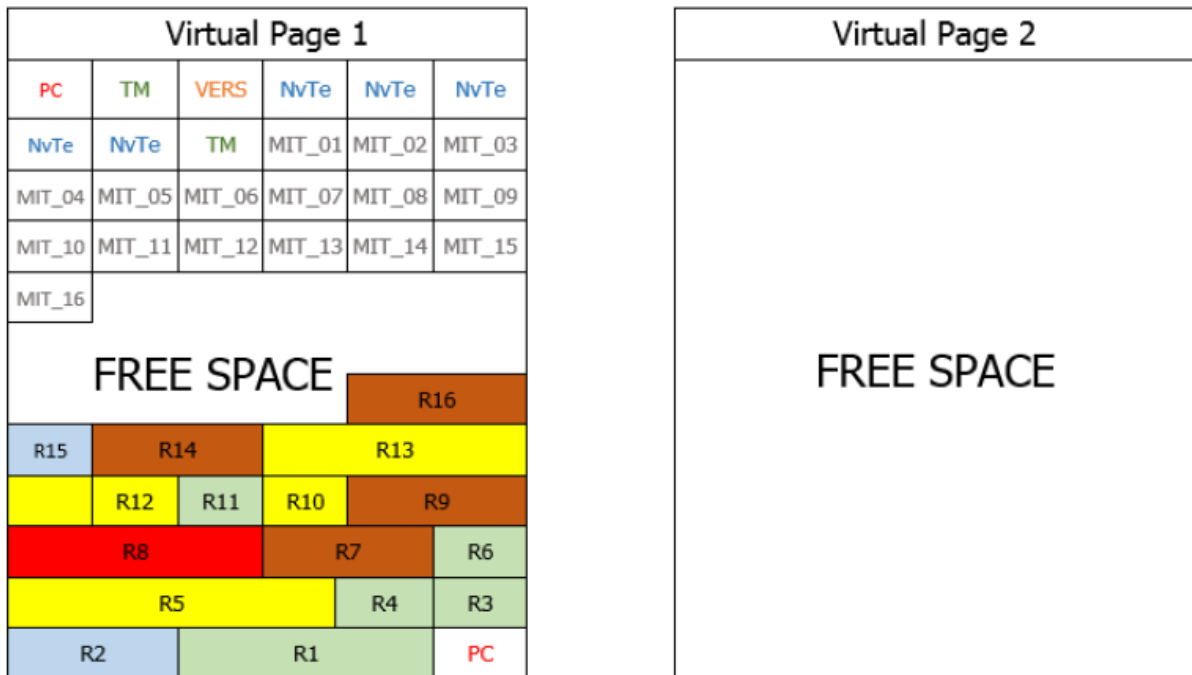 Virtual Page 1
PC TM VERS NvTe NvTe NvTe
NvTe NvTe TM MIT_01 MIT_02 MIT_03
MIT_04 MIT_05 MIT_06 MIT_07 MIT_08 MIT_09
MIT_10 MIT_11 MIT_12 MIT_13 MIT_14 MIT_15
MIT_16
FREE SPACE
R16
R15 R14 R13
R12 R11 R10 R9
R8 R7 R6
R5 R4 R3
R2 R1 PC
Virtual Page 2
FREE SPACE